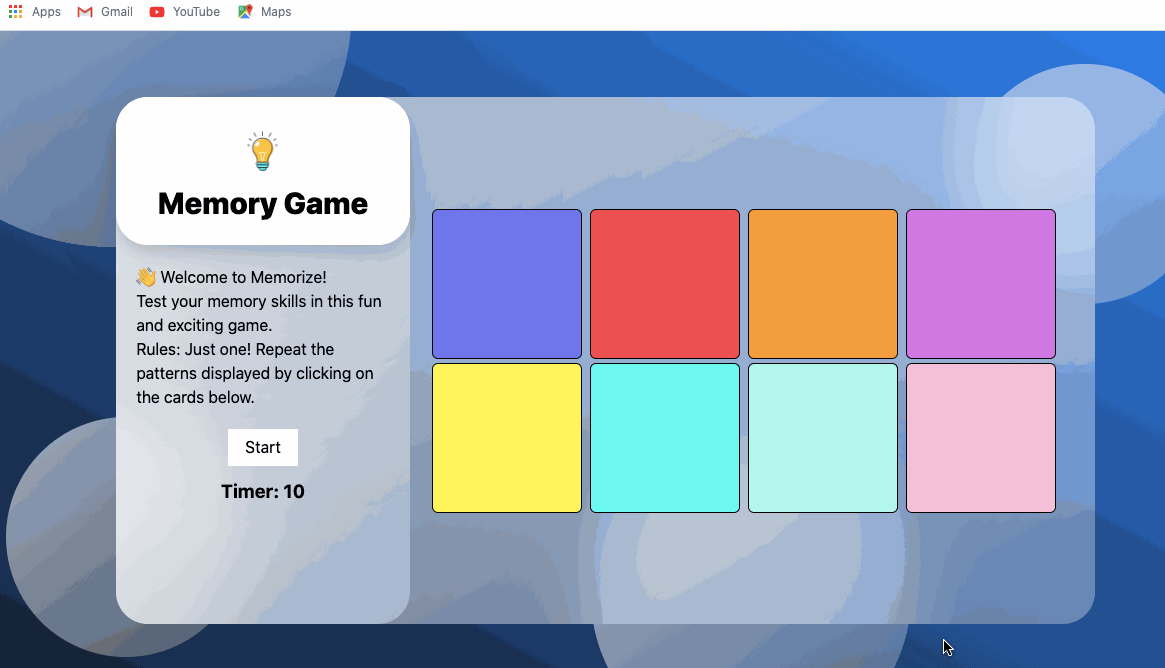 Apps Gmail YouTube Maps
Memory Game
👋 Welcome to Memorize!
Test your memory skills in this fun
and exciting game.
Rules: Just one! Repeat the
patterns displayed by clicking on
the cards below.
Start
Timer: 10